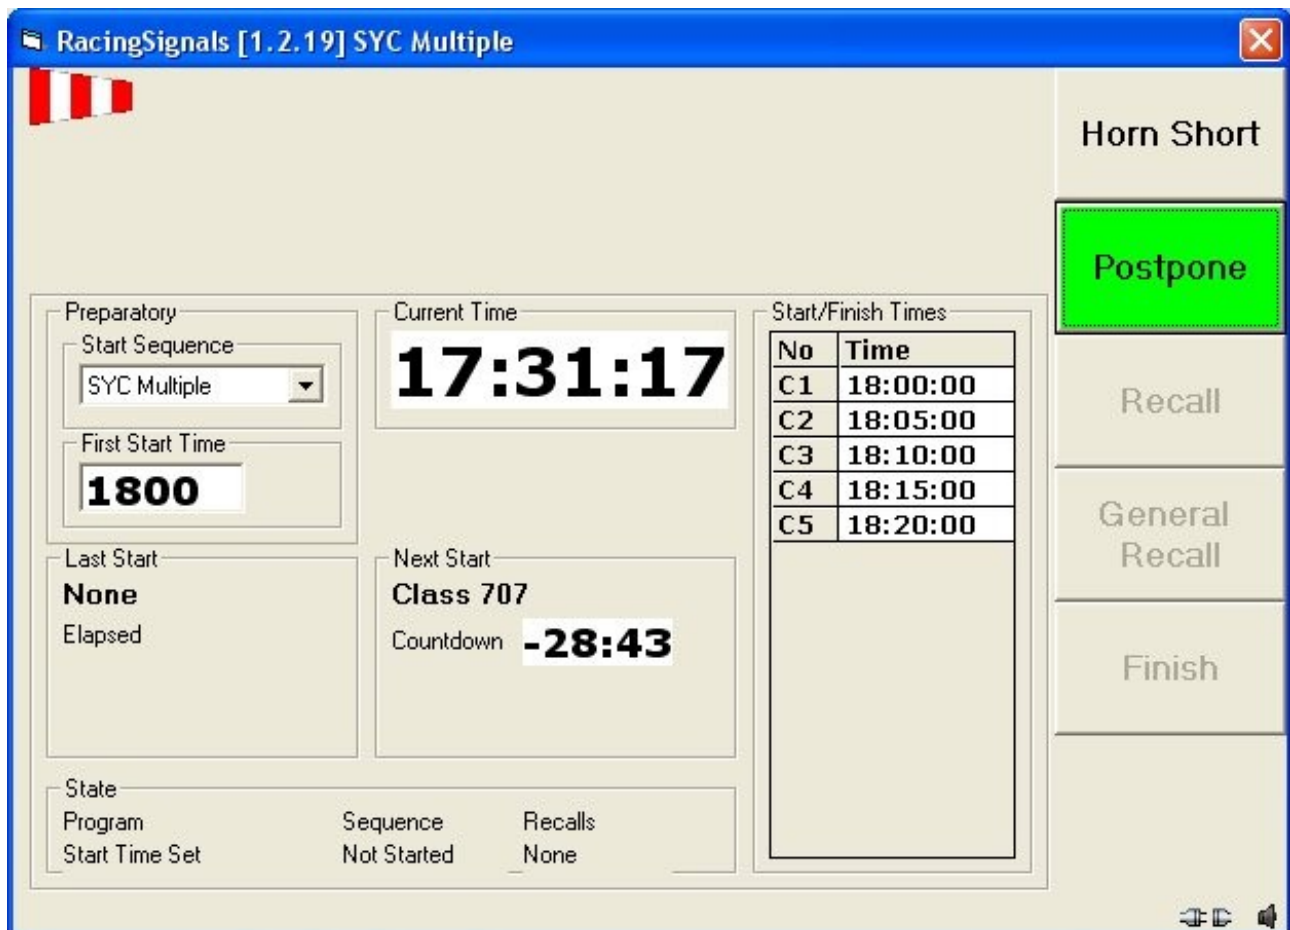 RacingSignals [1.2.19] SYC Multiple
Horn Short
Postpone
Recall
General
Recall
Finish
Preparatory
Start Sequence
SYC Multiple
First Start Time
1800
Current Time
17:31:17
Last Start
None
Elapsed
Next Start
Class 707
Countdown -28:43
Start/Finish Times
No Time
C1 18:00:00
C2 18:05:00
C3 18:10:00
C4 18:15:00
C5 18:20:00
State
Program Sequence Recalls
Start Time Set Not Started None